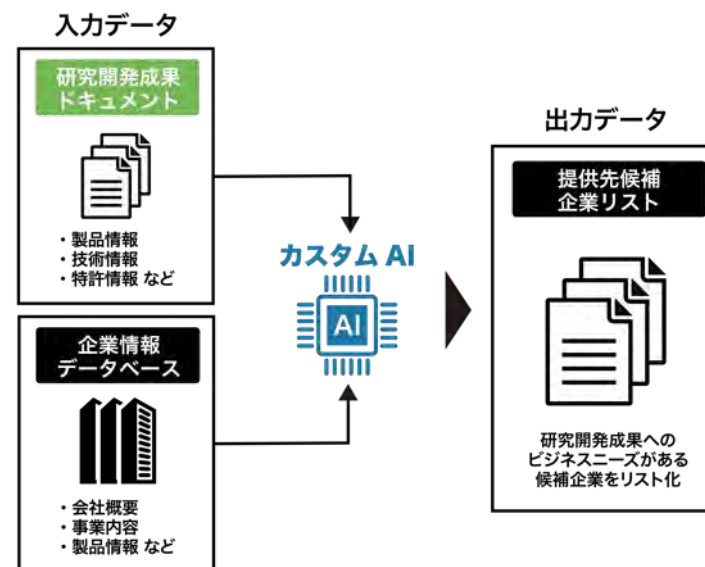 入力データ
研究開発成果
ドキュメント
・製品情報
・技術情報
・特許情報 など
企業情報
データベース
・会社概要
・事業内容
・製品情報 など
カスタム AI
AI
出力データ
提供先候補
企業リスト
研究開発成果への
ビジネスニーズがある
候補企業をリスト化